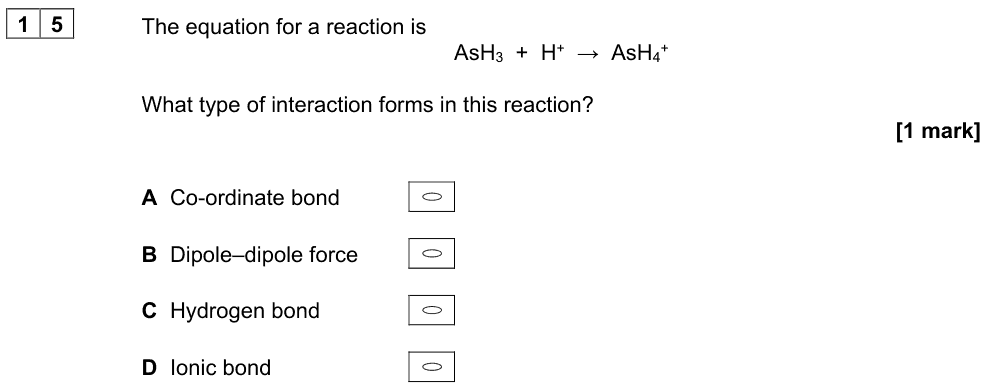 1 5 The equation for a reaction is
AsH₃ + H⁺ → AsH₄⁺
What type of interaction forms in this reaction?
[1 mark]
A Co-ordinate bond
B Dipole–dipole force
C Hydrogen bond
D Ionic bond